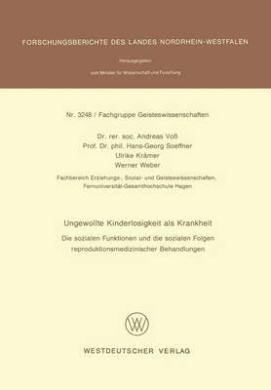 FORSCHUNGSBERICHTE DES LANDES NORDRHEIN-WESTFALEN
Herausgegeben
vom Minister für Wissenschaft und Forschung
Nr. 3248 / Fachgruppe Geisteswissenschaften
Dr. rer. soc. Andreas Voß
Prof. Dr. phil. Hans-Georg Soeffner
Ulrike Krämer
Werner Weber
Fachbereich Erziehungs-, Sozial- und Geisteswissenschaften,
Fernuniversität-Gesamthochschule Hagen
Ungewollte Kinderlosigkeit als Krankheit
Die sozialen Funktionen und die sozialen Folgen
reproduktionsmedizinischer Behandlungen
WESTDEUTSCHER VERLAG